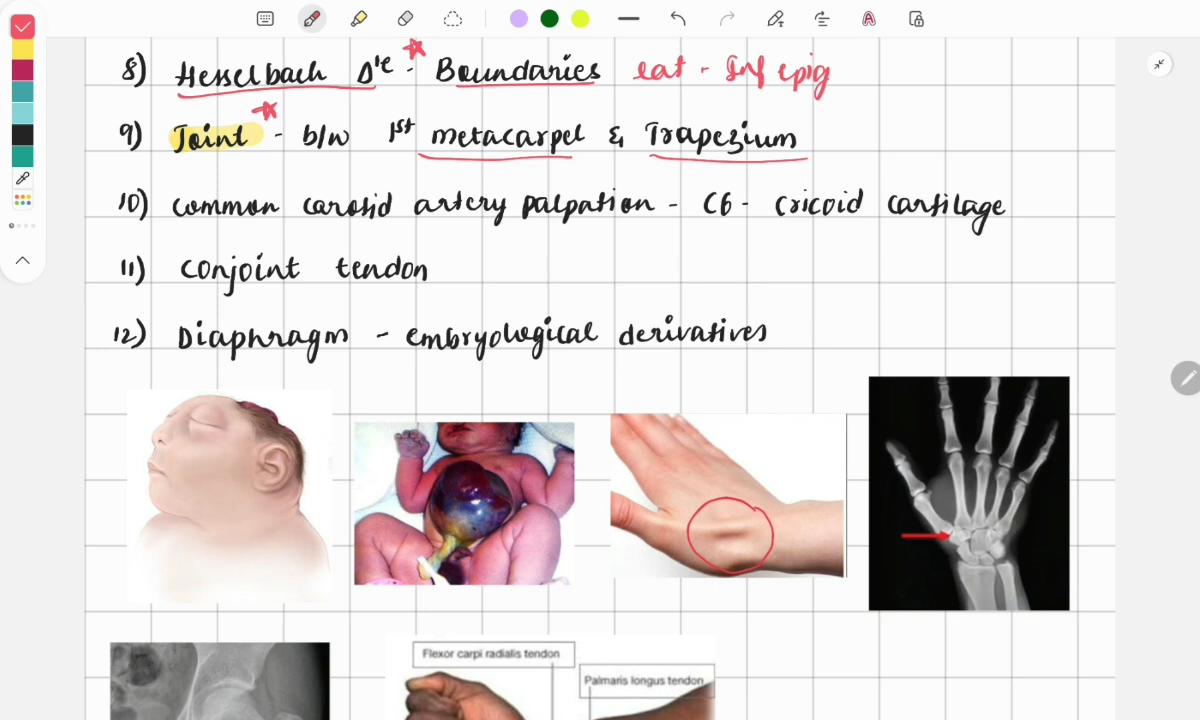 8) Hesselbach Δle - Boundaries lat - Inf epig
9) Joint - b/w 1st metacarpel & Trapezium
10) common carotid artery palpation - C6 - cricoid cartilage
11) conjoint tendon
12) Diaphragm - embryological derivatives
Flexor carpi radialis tendon
Palmaris longus tendon